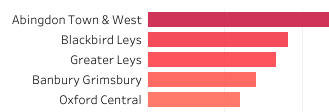 Abingdon Town & West
Blackbird Leys
Greater Leys
Banbury Grimsbury
Oxford Central